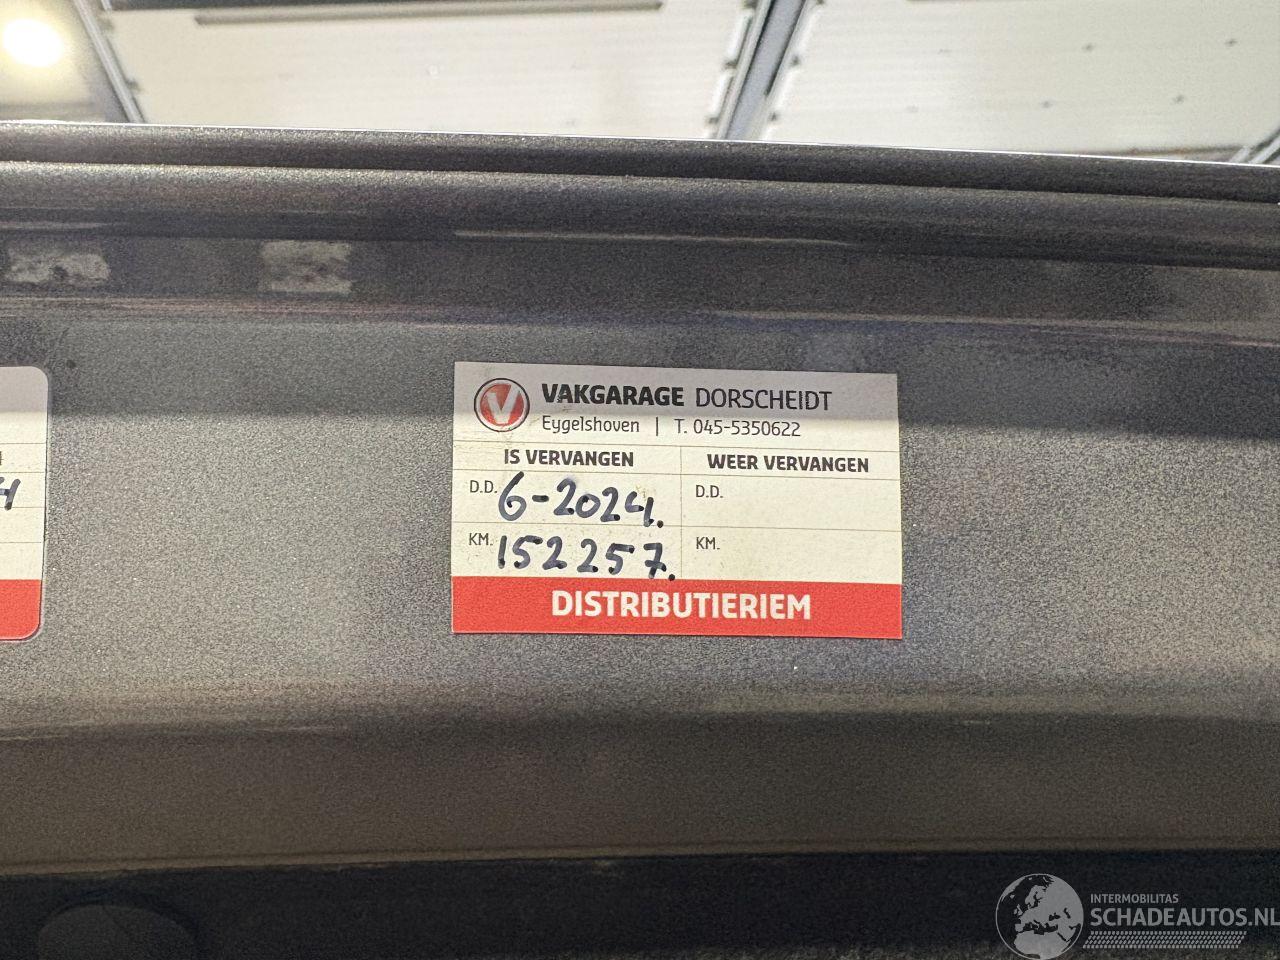 VAKGARAGE DORSCHEIDT
Eygelshoven | T. 045-5350622
IS VERVANGEN WEER VERVANGEN
D.D. 6-2024. D.D.
KM. 152257. KM.
DISTRIBUTIERIEM
INTERMOBILITAS
SCHADEAUTOS.NL